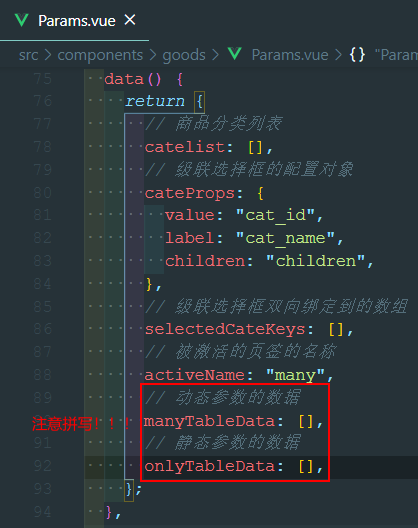 Params.vue ×
src > components > goods > Params.vue > {} "Param
75 data() {
76 return {
77 // 商品分类列表
78 catelist: [],
79 // 级联选择框的配置对象
80 cateProps: {
81 value: "cat_id",
82 label: "cat_name",
83 children: "children",
84 },
85 // 级联选择框双向绑定到的数组
86 selectedCateKeys: [],
87 // 被激活的页签的名称
88 activeName: "many",
89 // 动态参数的数据
注意拼写！！！ manyTableData: [],
91 // 静态参数的数据
92 onlyTableData: [],
93 };
94 },